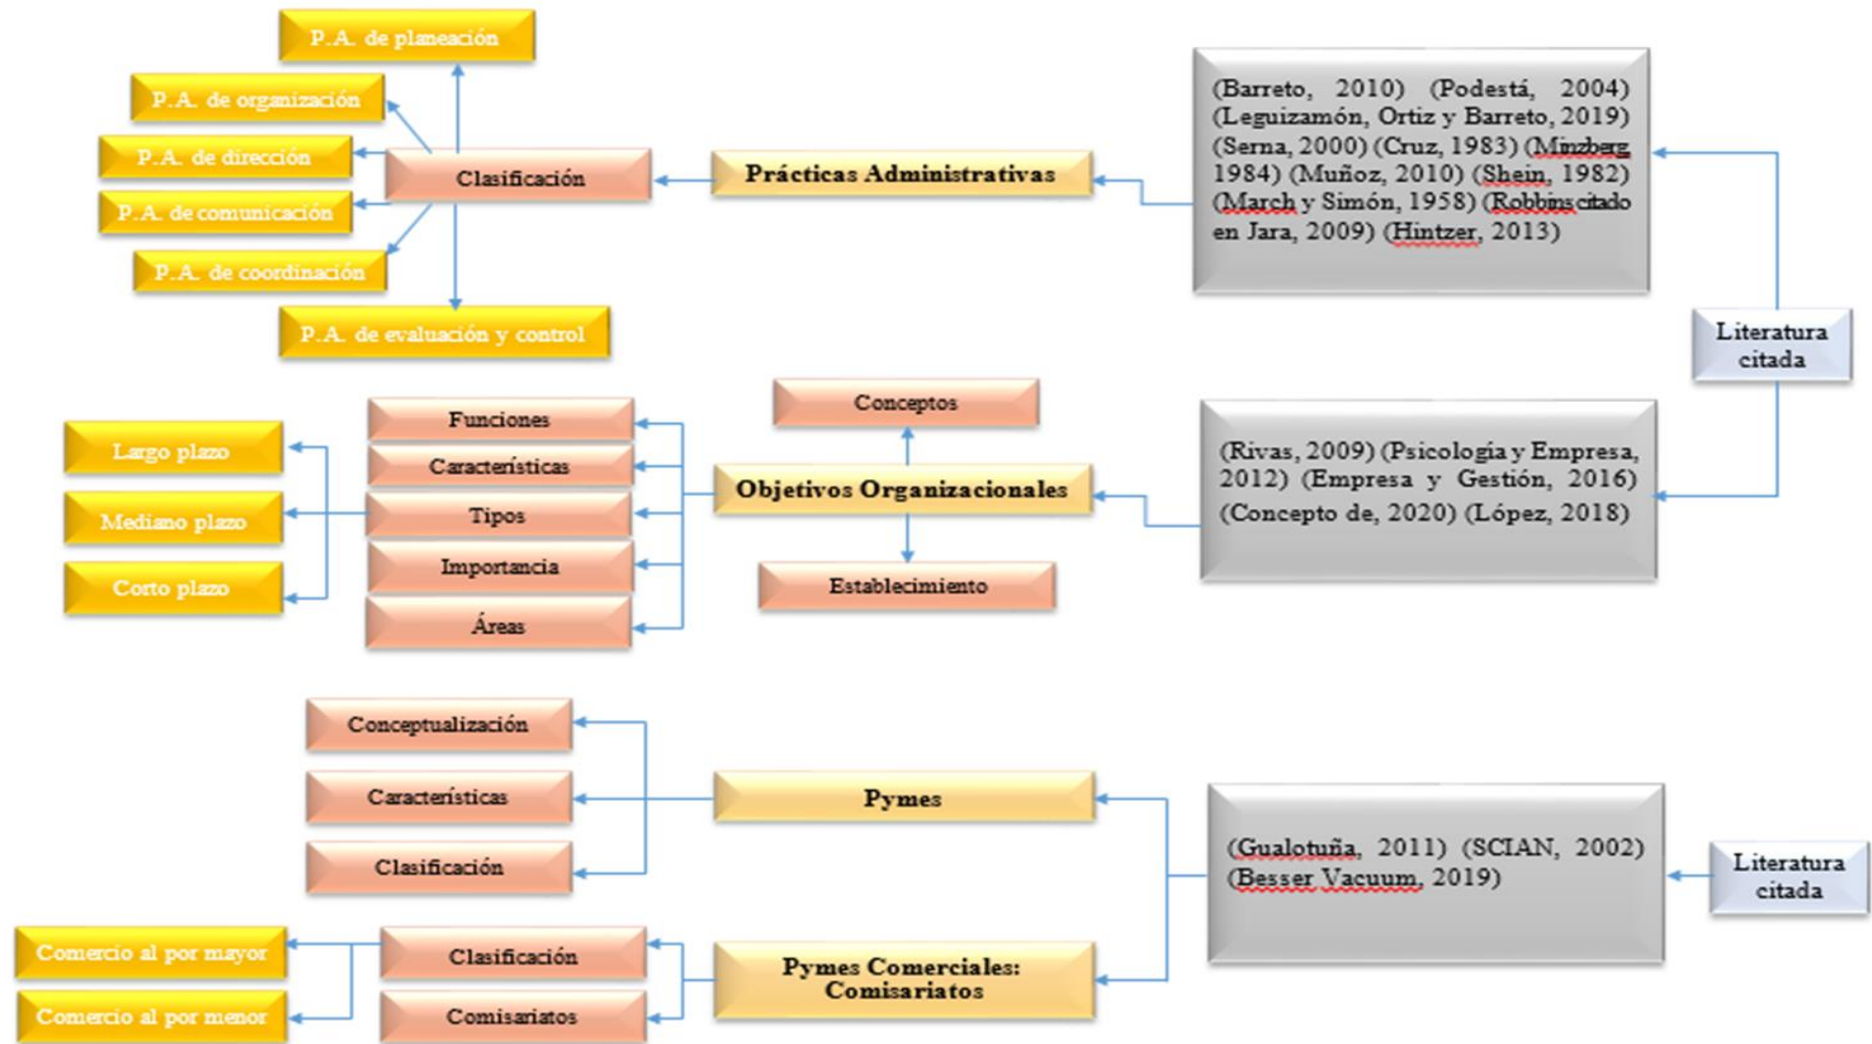 P.A. de planeación
P.A. de organización
P.A. de dirección
P.A. de comunicación
P.A. de coordinación
P.A. de evaluación y control
Clasificación
Prácticas Administrativas
(Barreto, 2010) (Podestá, 2004)
(Leguizamón, Ortiz y Barreto, 2019)
(Serna, 2000) (Cruz, 1983) (Minzberg,
1984) (Muñoz, 2010) (Shein, 1982)
(March y Simón, 1958) (Robbins citado
en Jara, 2009) (Hintzer, 2013)
Literatura
citada
Largo plazo
Mediano plazo
Corto plazo
Funciones
Características
Tipos
Importancia
Áreas
Conceptos
Objetivos Organizacionales
Establecimiento
(Rivas, 2009) (Psicología y Empresa,
2012) (Empresa y Gestión, 2016)
(Concepto de, 2020) (López, 2018)
Conceptualización
Características
Clasificación
Pymes
(Gualotuña, 2011) (SCIAN, 2002)
(Besser Vacuum, 2019)
Literatura
citada
Comercio al por mayor
Comercio al por menor
Clasificación
Comisariatos
Pymes Comerciales:
Comisariatos